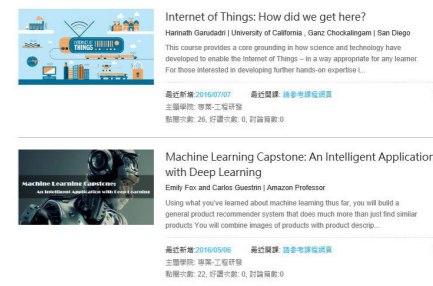 Internet of Things: How did we get here?
Harinath Garudadri | University of California , Ganz Chockalingam | San Diego
This course provides a core grounding in how science and technology have
developed to enable the Internet of Things – in a way appropriate for any learner.
For those interested in developing further hands-on expertise i...
最近新增:2016/07/07 最近開課: 請參考課程網頁
主題學院: 專業-工程研發
點閱次數: 26, 好讀次數: 0, 討論篇數:0
INTERNET OF THINGS
Machine Learning Capstone: An Intelligent Application
with Deep Learning
Emily Fox and Carlos Guestrin | Amazon Professor
Using what you've learned about machine learning thus far, you will build a
general product recommender system that does much more than just find similar
products You will combine images of products with product descrip...
最近新增:2016/05/06 最近開課: 請參考課程網頁
主題學院: 專業-工程研發
點閱次數: 22, 好讀次數: 0, 討論篇數:0
Machine Learning Capstone:
An Intelligent Application with Deep Learning